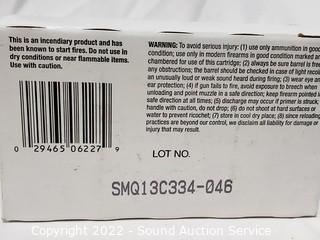 This is an incendiary product and has
been known to start fires. Do not use in
dry conditions or near flammable items.
Use with caution.
WARNING: To avoid serious injury: (1) use only ammunition in good
condition; use only in modern firearms in good condition marked and
chambered for use of this cartridge; (2) always be sure barrel is free
any obstructions; the barrel should be checked in case of light recoil
an unusually loud or weak sound heard during firing; (3) wear eye and
ear protection; (4) if gun fails to fire, avoid exposure to breech when
unloading and point muzzle in a safe direction; keep firearm pointed in
safe direction at all times; (5) discharge may occur if primer is struck;
handle with caution, do not drop; (6) do not shoot at hard surfaces or
water to prevent ricochet; (7) store in cool dry place; (8) since reloading
practices are beyond our control, we disclaim all liability for damage or
injury that may result.
0 29465 06227 9
LOT NO.
SMQ13C334-046
Copyright - 2022 - Sound Auction Service